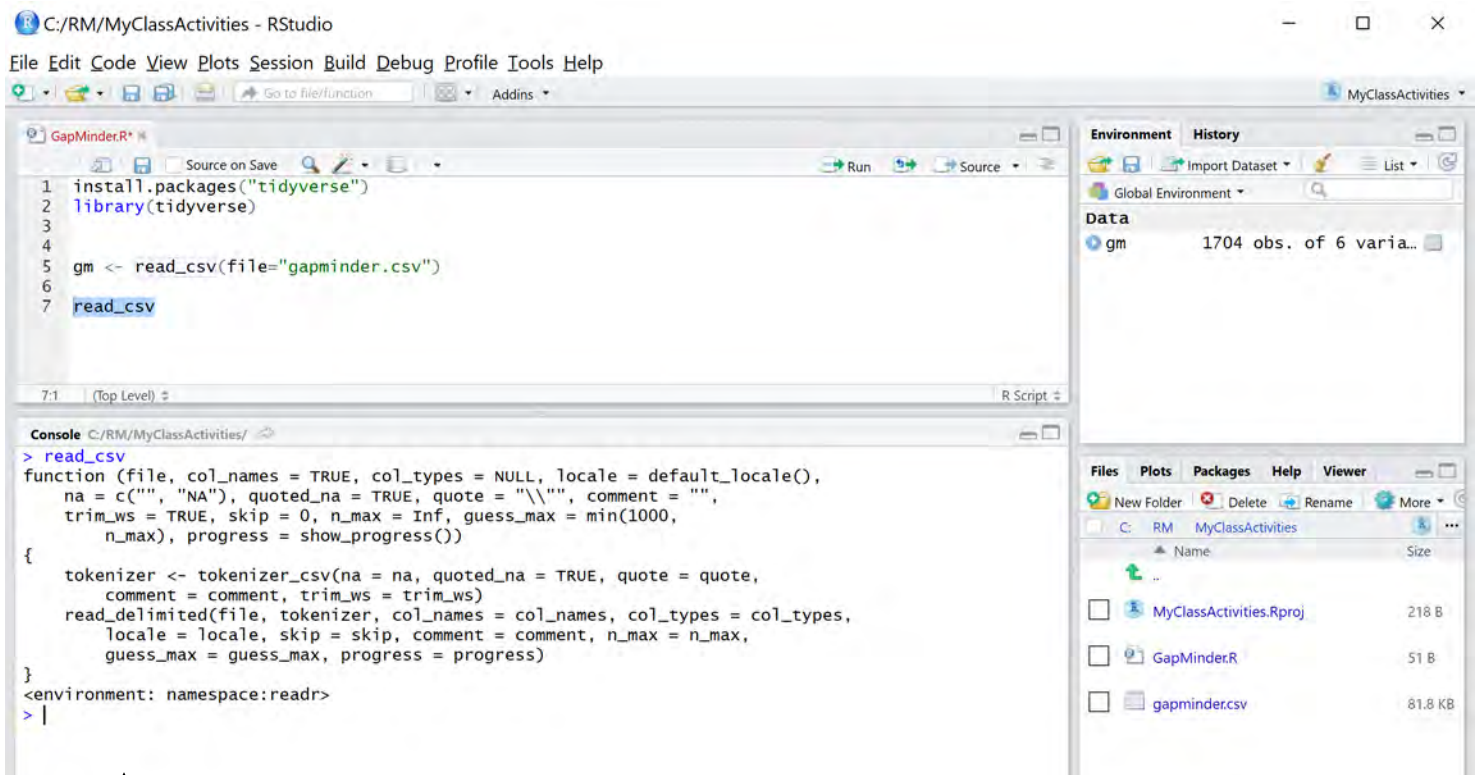 C:/RM/MyClassActivities - RStudio
File Edit Code View Plots Session Build Debug Profile Tools Help
Go to file/function Addins MyClassActivities
GapMinder.R*
Source on Save Run Source
1 install.packages("tidyverse")
2 library(tidyverse)
3
4
5 gm <- read_csv(file="gapminder.csv")
6
7 read_csv
7:1 (Top Level) R Script
Console C:/RM/MyClassActivities/
> read_csv
function (file, col_names = TRUE, col_types = NULL, locale = default_locale(),
    na = c("", "NA"), quoted_na = TRUE, quote = "\\"", comment = "",
    trim_ws = TRUE, skip = 0, n_max = Inf, guess_max = min(1000,
        n_max), progress = show_progress())
{
    tokenizer <- tokenizer_csv(na = na, quoted_na = TRUE, quote = quote,
        comment = comment, trim_ws = trim_ws)
    read_delimited(file, tokenizer, col_names = col_names, col_types = col_types,
        locale = locale, skip = skip, comment = comment, n_max = n_max,
        guess_max = guess_max, progress = progress)
}
<environment: namespace:readr>
>
Environment History
Import Dataset List
Global Environment
Data
gm 1704 obs. of 6 varia…
Files Plots Packages Help Viewer
New Folder Delete Rename More
C: RM MyClassActivities ...
Name Size
..
MyClassActivities.Rproj 218 B
GapMinder.R 51 B
gapminder.csv 81.8 KB